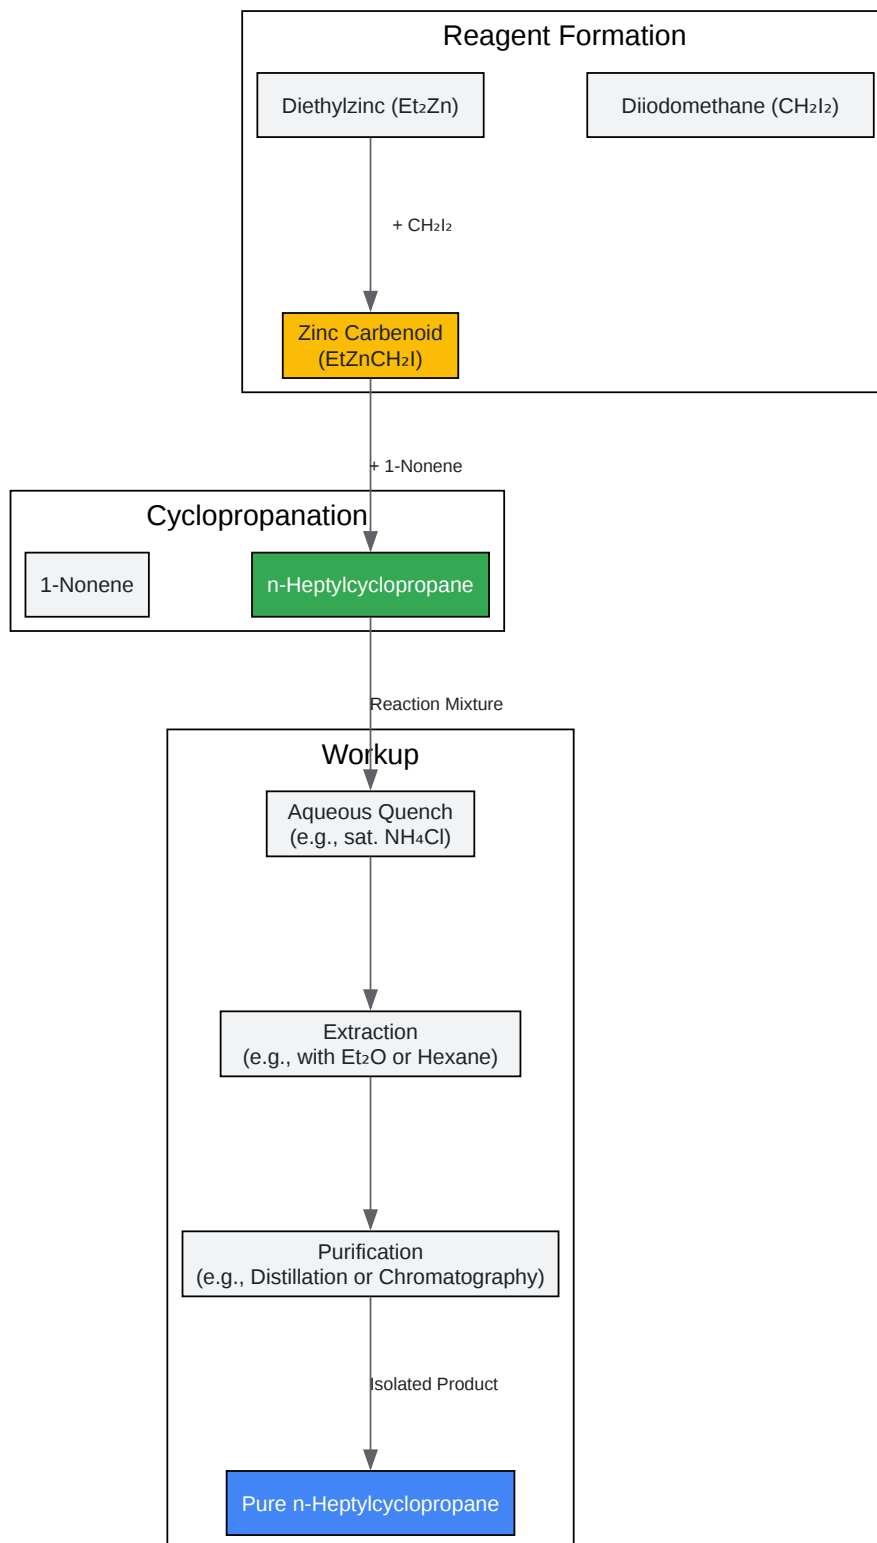 Reagent Formation
Diethylzinc (Et₂Zn)
Diiodomethane (CH₂I₂)
+ CH₂I₂
Zinc Carbenoid
(EtZnCH₂I)
+ 1-Nonene
Cyclopropanation
1-Nonene
n-Heptylcyclopropane
Reaction Mixture
Workup
Aqueous Quench
(e.g., sat. NH₄Cl)
Extraction
(e.g., with Et₂O or Hexane)
Purification
(e.g., Distillation or Chromatography)
Isolated Product
Pure n-Heptylcyclopropane